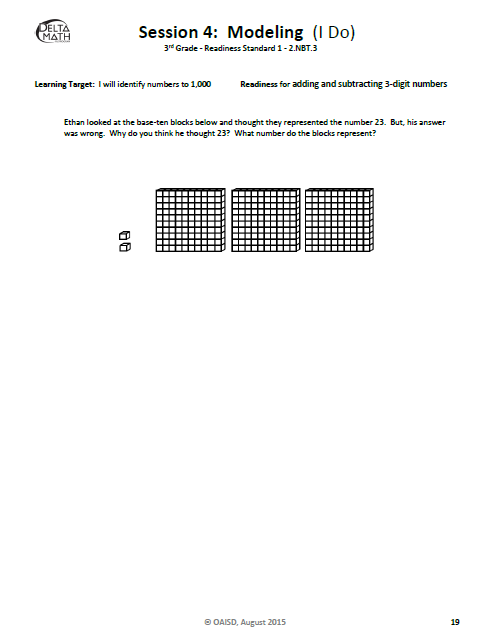 DELTA
MATH
Session 4: Modeling (I Do)
3rd Grade - Readiness Standard 1 - 2.NBT.3
Learning Target: I will identify numbers to 1,000 Readiness for adding and subtracting 3-digit numbers
Ethan looked at the base-ten blocks below and thought they represented the number 23. But, his answer
was wrong. Why do you think he thought 23? What number do the blocks represent?
© OAISD, August 2015 19